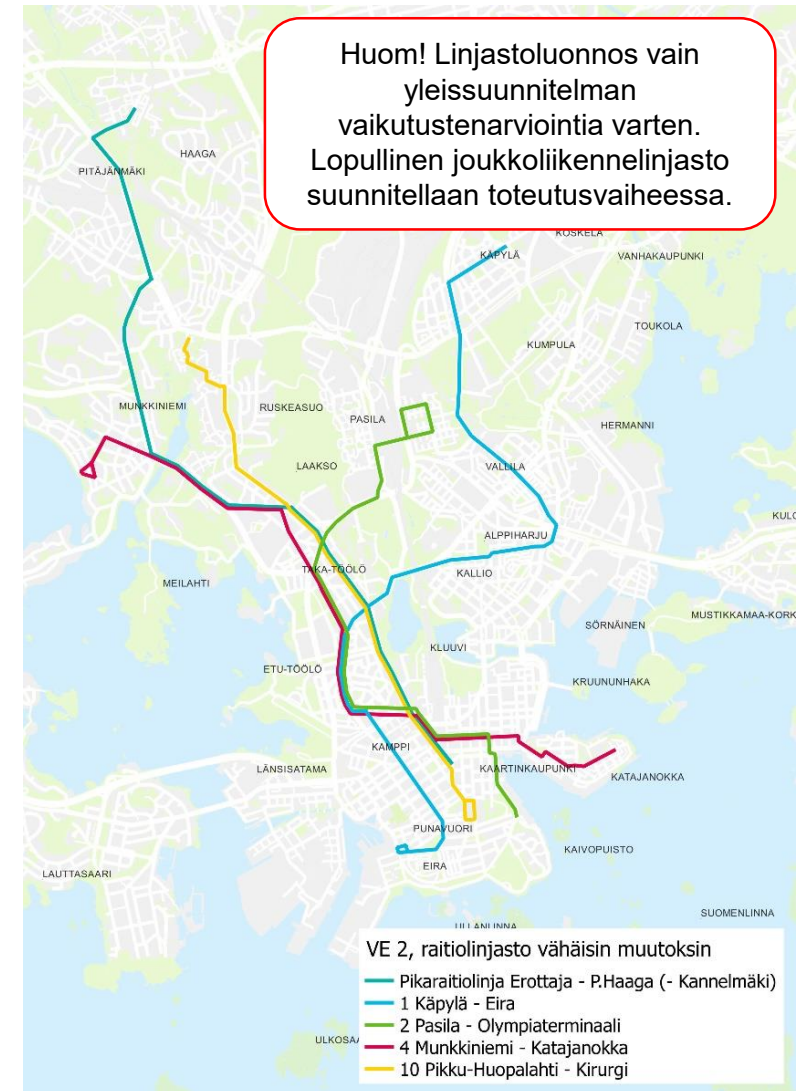 Huom! Linjastoluonnos vain
yleissuunnitelman
vaikutustenarviointia varten.
Lopullinen joukkoliikennelinjasto
suunnitellaan toteutusvaiheessa.
HAAGA
PITÄJÄNMÄKI
KOSKELA
KÄPYLÄ
VANHAKAUPUNKI
TOUKOLA
KUMPULA
MUNKKINIEMI
RUSKEASUO
PASILA
HERMANNI
LAAKSO
VALLILA
KULO
ALPPIHARJU
TAKA-TÖÖLÖ
KALLIO
MEILAHTI
MUSTIKKAMAA-KORK
SÖRNÄINEN
KLUUVI
ETU-TÖÖLÖ
KRUUNUNHAKA
KAMPPI
LÄNSISATAMA
KAARTINKAUPUNKI
KATAJANOKKA
PUNAVUORI
KAIVOPUISTO
EIRA
LAUTTASAARI
SUOMENLINNA
ULLANLINNA
VE 2, raitiolinjasto vähäisin muutoksin
Pikaraitiolinja Erottaja - P.Haaga (- Kannelmäki)
1 Käpylä - Eira
2 Pasila - Olympiaterminaali
4 Munkkiniemi - Katajanokka
ULKOSA
10 Pikku-Huopalahti - Kirurgi